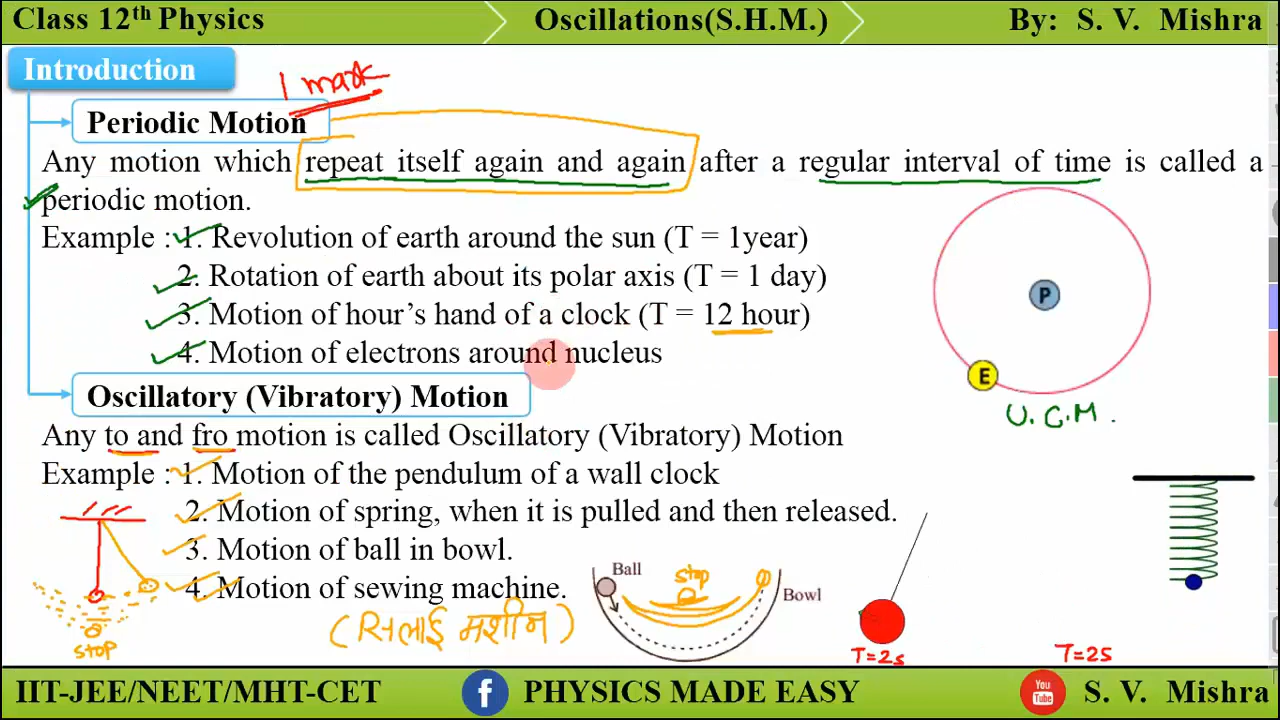 Class 12th Physics
Oscillations(S.H.M.)
By: S. V. Mishra
Introduction
1 mark
Periodic Motion
Any motion which repeat itself again and again after a regular interval of time is called a
periodic motion.
Example : 1. Revolution of earth around the sun (T = 1year)
2. Rotation of earth about its polar axis (T = 1 day)
3. Motion of hour's hand of a clock (T = 12 hour)
4. Motion of electrons around nucleus
P
E
U.C.M.
Oscillatory (Vibratory) Motion
Any to and fro motion is called Oscillatory (Vibratory) Motion
Example : 1. Motion of the pendulum of a wall clock
2. Motion of spring, when it is pulled and then released.
3. Motion of ball in bowl.
4. Motion of sewing machine.
(सिलाई मशीन)
stop
Ball
stop
Bowl
T=2s
T=2s
IIT-JEE/NEET/MHT-CET
f
PHYSICS MADE EASY
You
Tube
S. V. Mishra